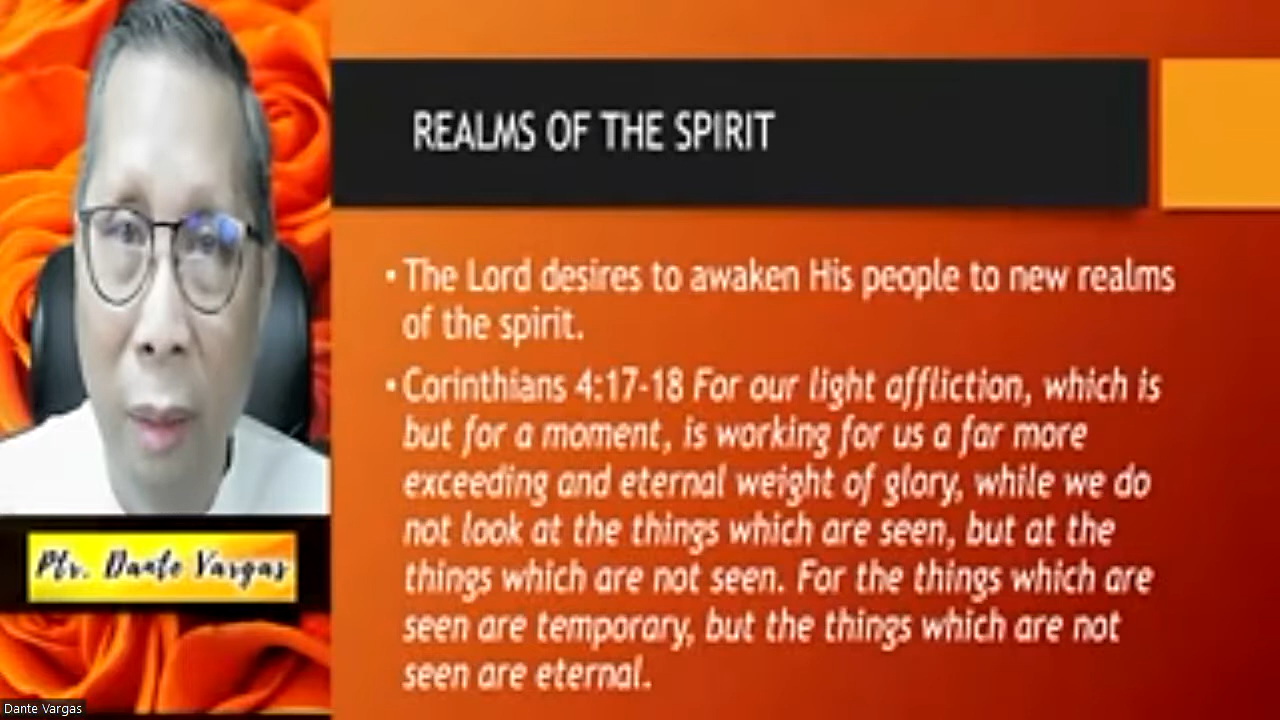 REALMS OF THE SPIRIT
• The Lord desires to awaken His people to new realms
of the spirit.
• Corinthians 4:17-18 For our light affliction, which is
but for a moment, is working for us a far more
exceeding and eternal weight of glory, while we do
not look at the things which are seen, but at the
things which are not seen. For the things which are
seen are temporary, but the things which are not
seen are eternal.
Ptr. Dante Vargas
Dante Vargas